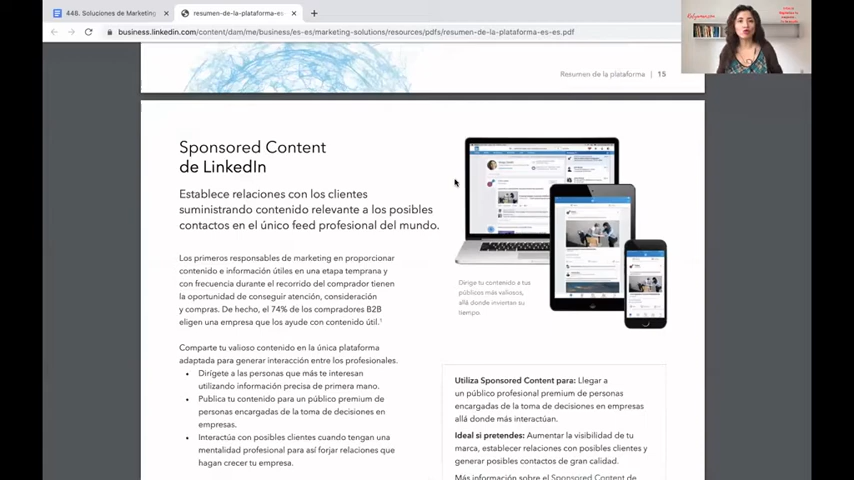 448. Soluciones de Marketing
resumen-de-la-plataforma-es-
business.linkedin.com/content/dam/me/business/es-es/marketing-solutions/resources/pdfs/resumen-de-la-plataforma-es-es.pdf
Resumen de la plataforma | 15
Sponsored Content
de LinkedIn
Establece relaciones con los clientes
suministrando contenido relevante a los posibles
contactos en el único feed profesional del mundo.
Los primeros responsables de marketing en proporcionar
contenido e información útiles en una etapa temprana y
con frecuencia durante el recorrido del comprador tienen
la oportunidad de conseguir atención, consideración
y compras. De hecho, el 74% de los compradores B2B
eligen una empresa que los ayude con contenido útil.¹
Comparte tu valioso contenido en la única plataforma
adaptada para generar interacción entre los profesionales.
• Dirígete a las personas que más te interesan
utilizando información precisa de primera mano.
• Publica tu contenido para un público premium de
personas encargadas de la toma de decisiones en
empresas.
• Interactúa con posibles clientes cuando tengan una
mentalidad profesional para así forjar relaciones que
hagan crecer tu empresa.
Dirige tu contenido a tus
públicos más valiosos,
allá donde inviertan su
tiempo
Utiliza Sponsored Content para: Llegar a
un público profesional premium de personas
encargadas de la toma de decisiones en empresas
allá donde más interactúan.
Ideal si pretendes: Aumentar la visibilidad de tu
marca, establecer relaciones con posibles clientes y
generar posibles contactos de gran calidad.
Más información sobre el Sponsored Content de